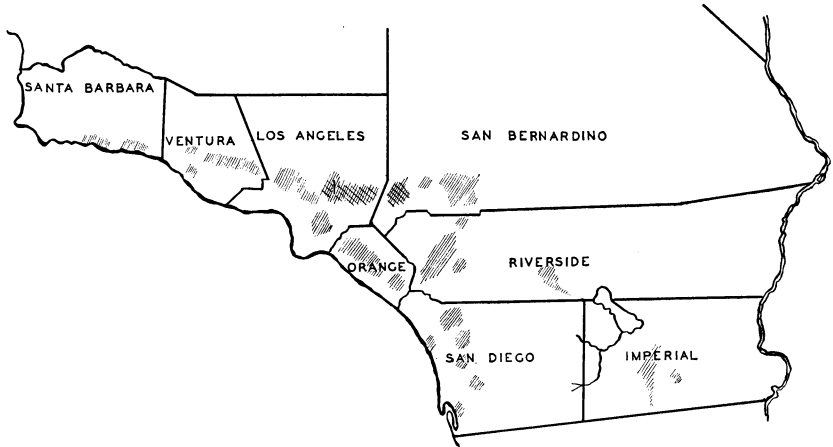 SANTA BARBARA
VENTURA
LOS ANGELES
SAN BERNARDINO
ORANGE
RIVERSIDE
SAN DIEGO
IMPERIAL